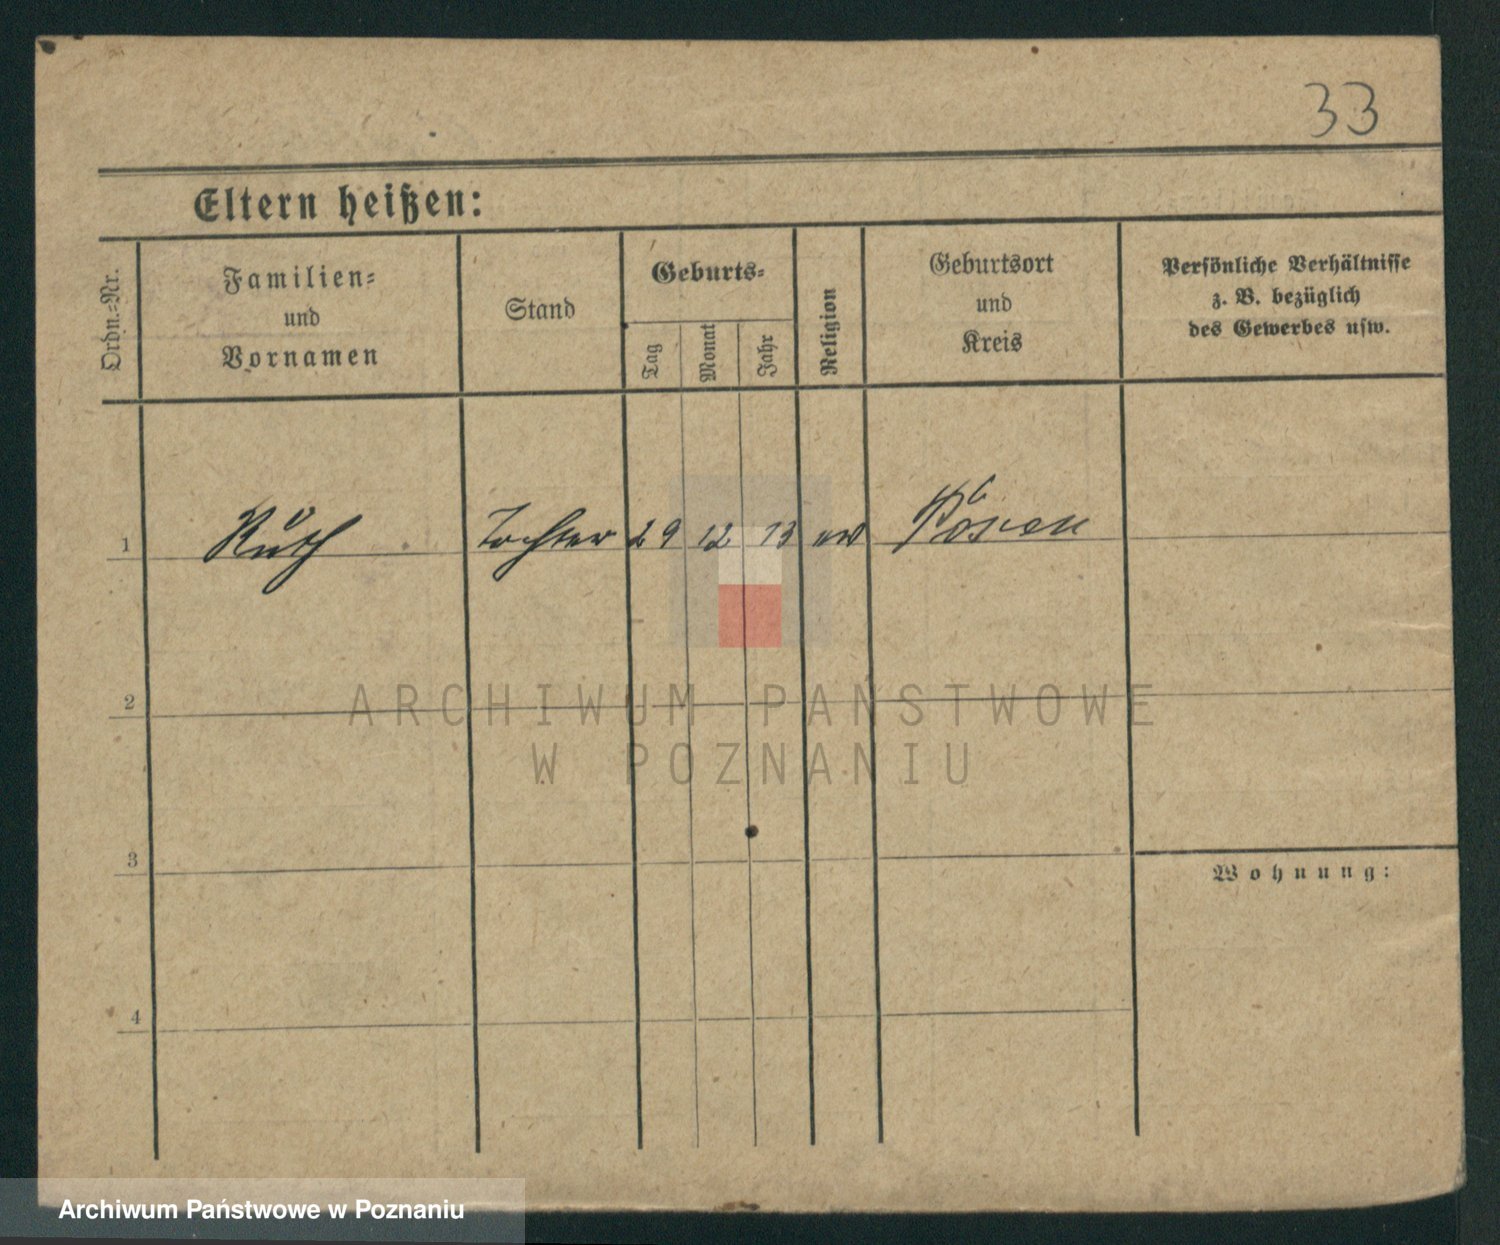 33
Eltern heißen:
Ordn.-Nr.
Familien-
und
Vornamen
Stand
Geburts-
Tag
Monat
Jahr
Religion
Geburtsort
und
Kreis
Persönliche Verhältnisse
z. B. bezüglich
des Gewerbes usw.
1 Ruth Tochter 29 12 13 ev Posen
2
ARCHIWUM PAŃSTWOWE
W POZNANIU
3
Wohnung:
4
Archiwum Państwowe w Poznaniu